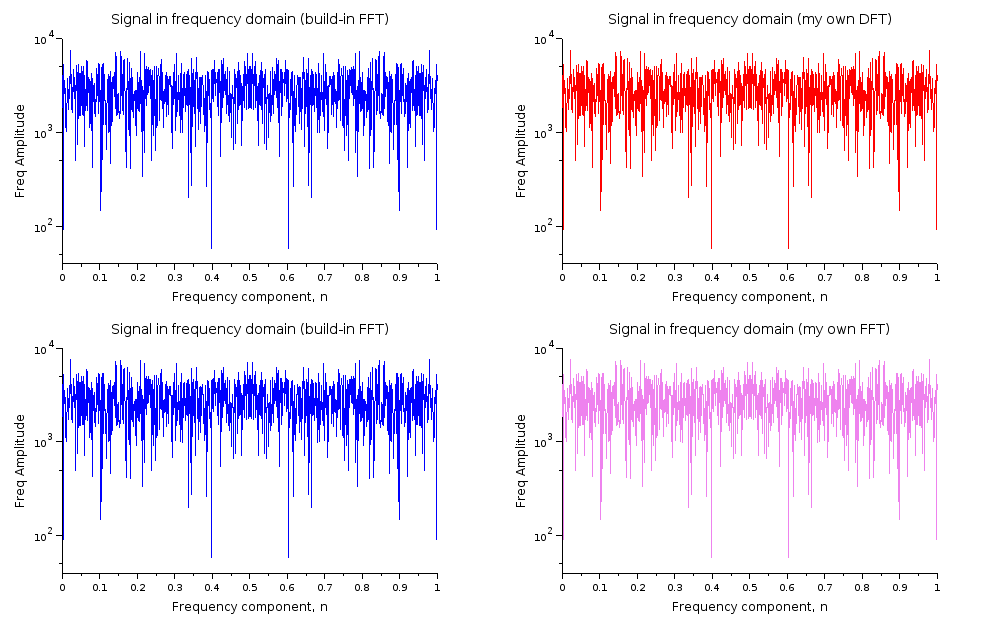 Signal in frequency domain (build-in FFT)
Freq Amplitude
10^4
10^3
10^2
0 0.1 0.2 0.3 0.4 0.5 0.6 0.7 0.8 0.9 1
Frequency component, n
Signal in frequency domain (my own DFT)
Freq Amplitude
10^4
10^3
10^2
0 0.1 0.2 0.3 0.4 0.5 0.6 0.7 0.8 0.9 1
Frequency component, n
Signal in frequency domain (build-in FFT)
Freq Amplitude
10^4
10^3
10^2
0 0.1 0.2 0.3 0.4 0.5 0.6 0.7 0.8 0.9 1
Frequency component, n
Signal in frequency domain (my own FFT)
Freq Amplitude
10^4
10^3
10^2
0 0.1 0.2 0.3 0.4 0.5 0.6 0.7 0.8 0.9 1
Frequency component, n